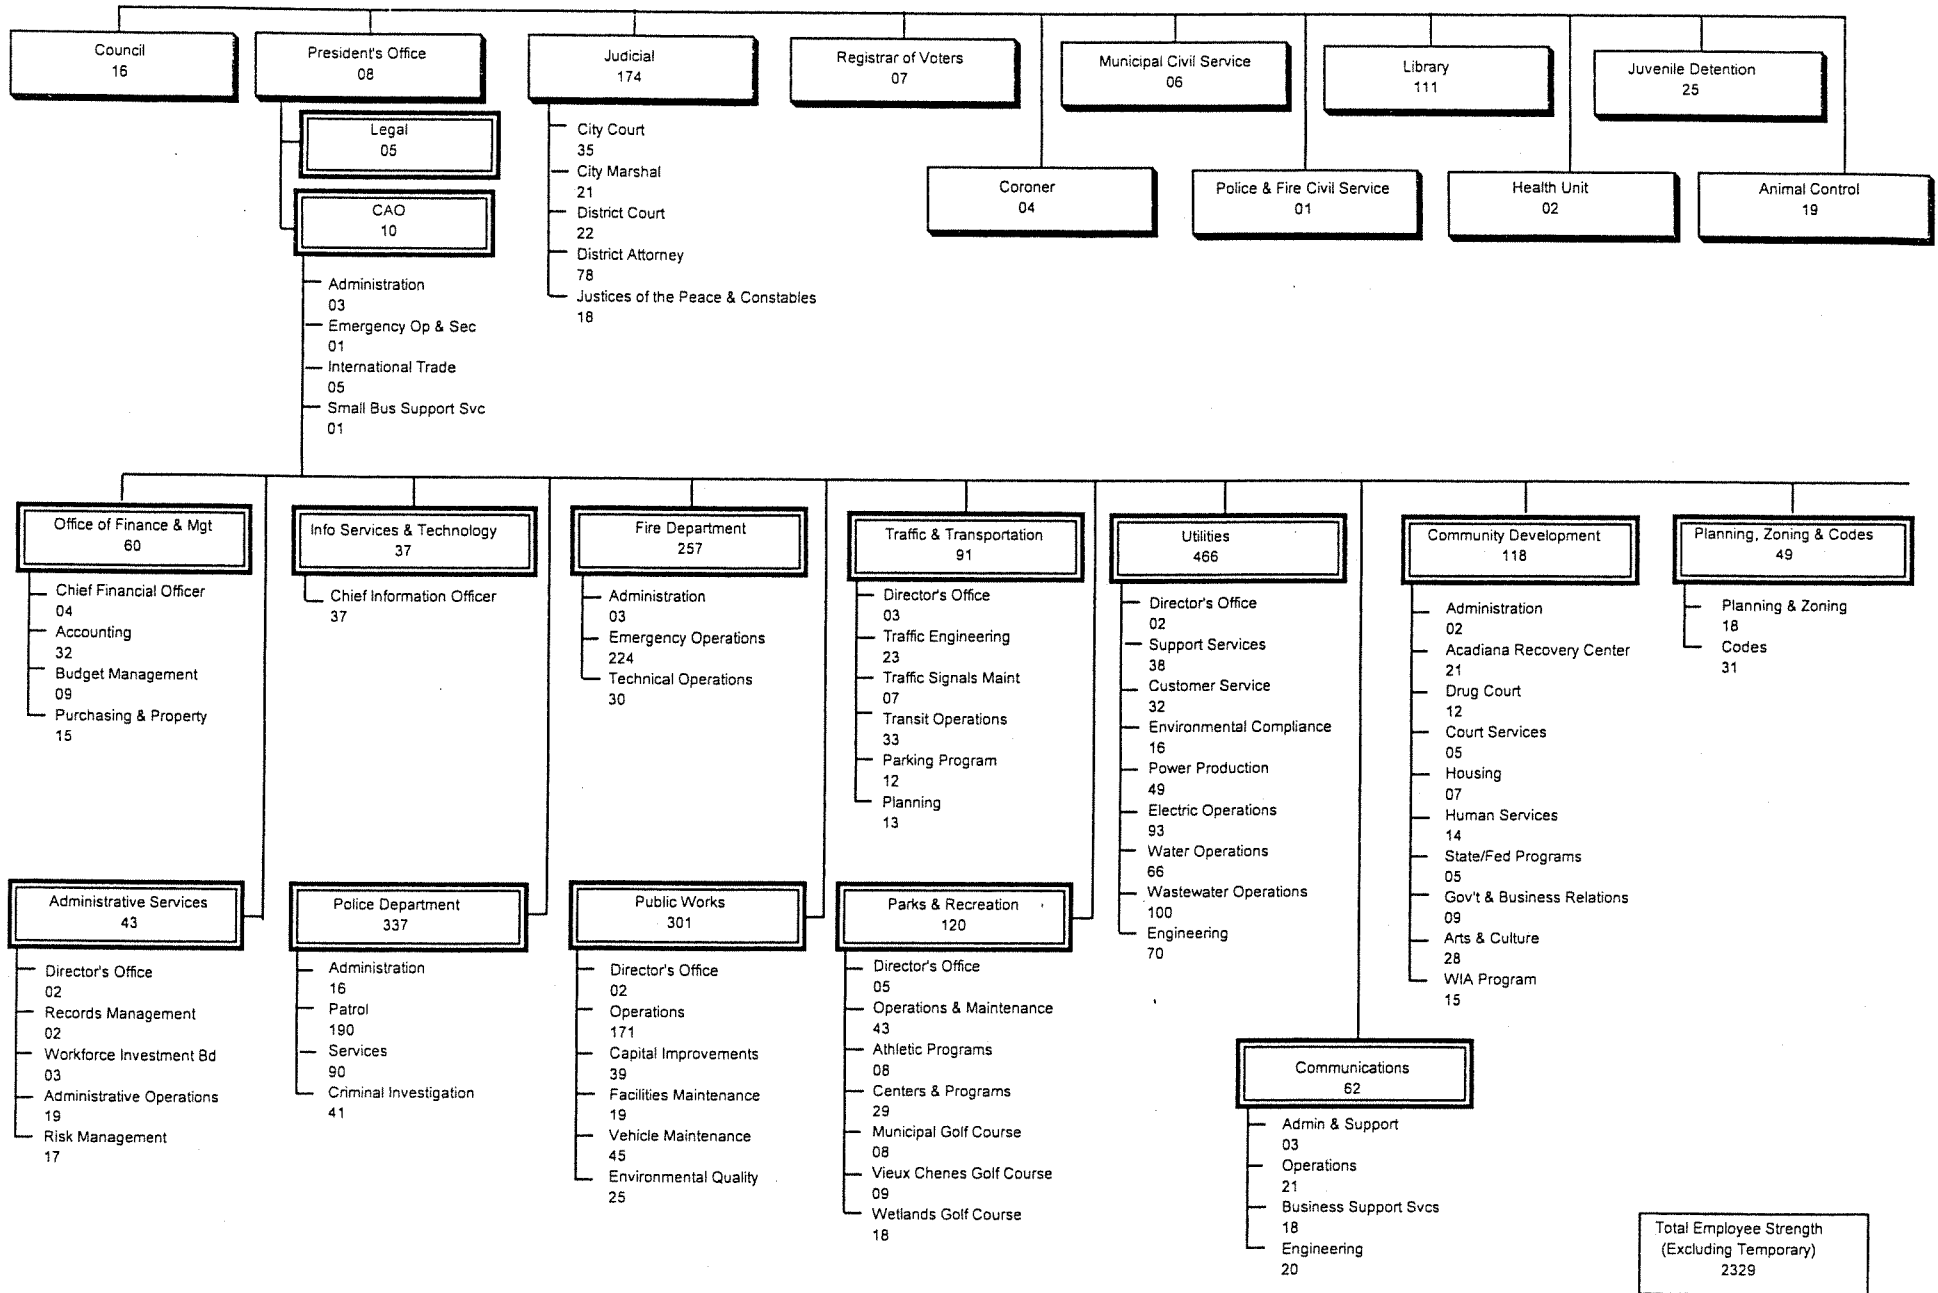 Council
16
President's Office
08
Judicial
174
Registrar of Voters
07
Municipal Civil Service
06
Library
111
Juvenile Detention
25
Legal
05
CAO
10
City Court
35
City Marshal
21
District Court
22
District Attorney
78
Justices of the Peace & Constables
18
Coroner
04
Police & Fire Civil Service
01
Health Unit
02
Animal Control
19
Administration
03
Emergency Op & Sec
01
International Trade
05
Small Bus Support Svc
01
Office of Finance & Mgt
60
Chief Financial Officer
04
Accounting
32
Budget Management
09
Purchasing & Property
15
Info Services & Technology
37
Chief Information Officer
37
Fire Department
257
Administration
03
Emergency Operations
224
Technical Operations
30
Traffic & Transportation
91
Director's Office
03
Traffic Engineering
23
Traffic Signals Maint
07
Transit Operations
33
Parking Program
12
Planning
13
Utilities
466
Director's Office
02
Support Services
38
Customer Service
32
Environmental Compliance
16
Power Production
49
Electric Operations
93
Water Operations
66
Wastewater Operations
100
Engineering
70
Community Development
118
Administration
02
Acadiana Recovery Center
21
Drug Court
12
Court Services
05
Housing
07
Human Services
14
State/Fed Programs
05
Gov't & Business Relations
09
Arts & Culture
28
WIA Program
15
Planning, Zoning & Codes
49
Planning & Zoning
18
Codes
31
Administrative Services
43
Director's Office
02
Records Management
02
Workforce Investment Bd
03
Administrative Operations
19
Risk Management
17
Police Department
337
Administration
16
Patrol
190
Services
90
Criminal Investigation
41
Public Works
301
Director's Office
02
Operations
171
Capital Improvements
39
Facilities Maintenance
19
Vehicle Maintenance
45
Environmental Quality
25
Parks & Recreation
120
Director's Office
05
Operations & Maintenance
43
Athletic Programs
08
Centers & Programs
29
Municipal Golf Course
08
Vieux Chenes Golf Course
09
Wetlands Golf Course
18
Communications
62
Admin & Support
03
Operations
21
Business Support Svcs
18
Engineering
20
Total Employee Strength
(Excluding Temporary)
2329